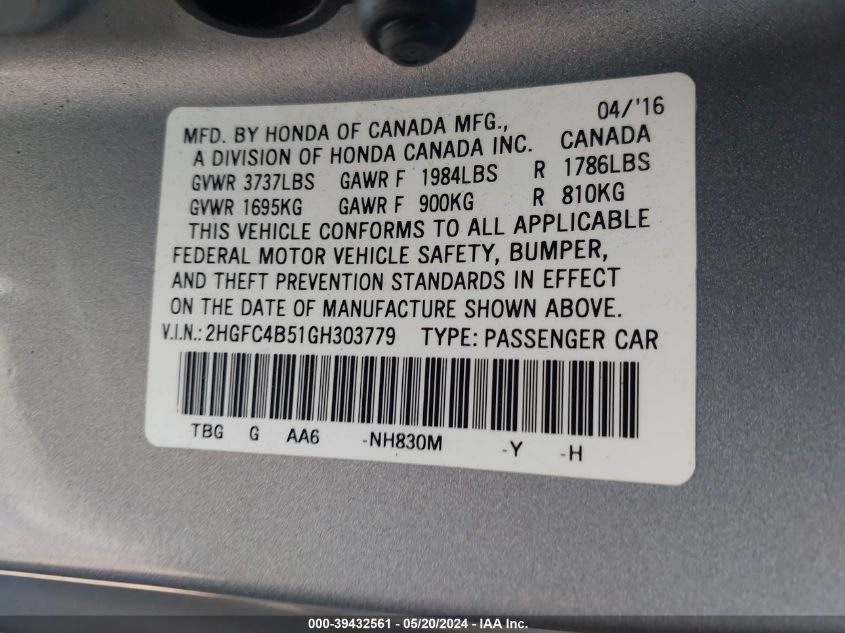 04/'16
MFD. BY HONDA OF CANADA MFG.,
A DIVISION OF HONDA CANADA INC. CANADA
GVWR 3737LBS GAWR F 1984LBS R 1786LBS
GVWR 1695KG GAWR F 900KG R 810KG
THIS VEHICLE CONFORMS TO ALL APPLICABLE
FEDERAL MOTOR VEHICLE SAFETY, BUMPER,
AND THEFT PREVENTION STANDARDS IN EFFECT
ON THE DATE OF MANUFACTURE SHOWN ABOVE.
V.I.N.: 2HGFC4B51GH303779 TYPE: PASSENGER CAR
TBG G AA6 -NH830M -Y -H
000-39432561 - 05/20/2024 - IAA Inc.